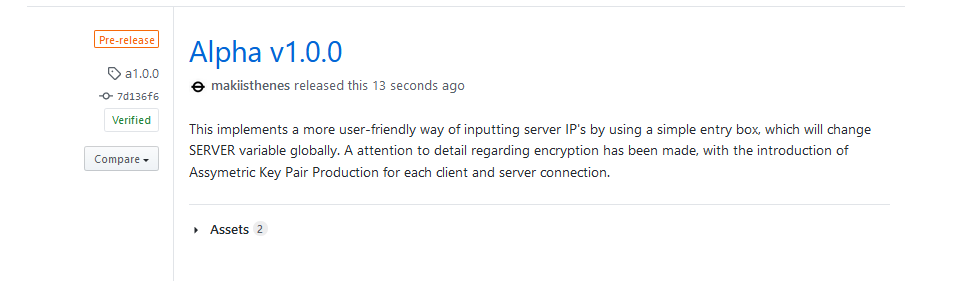 Pre-release
Alpha v1.0.0
a1.0.0
makiisthenes released this 13 seconds ago
7d136f6
Verified
This implements a more user-friendly way of inputting server IP's by using a simple entry box, which will change
SERVER variable globally. A attention to detail regarding encryption has been made, with the introduction of
Assymetric Key Pair Production for each client and server connection.
Compare
Assets 2